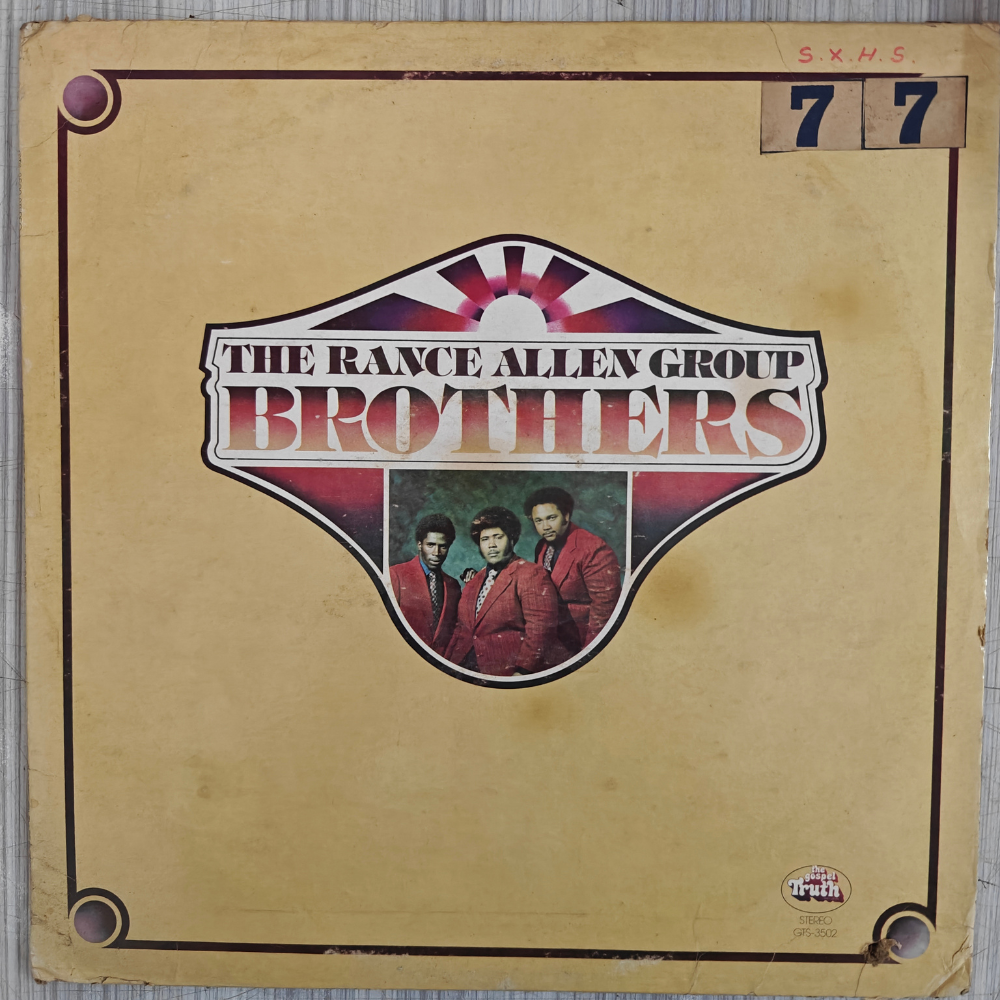 S.X.H.S.
7 7
THE RANCE ALLEN GROUP
BROTHERS
the
gospel
Truth
STEREO
GTS-3502